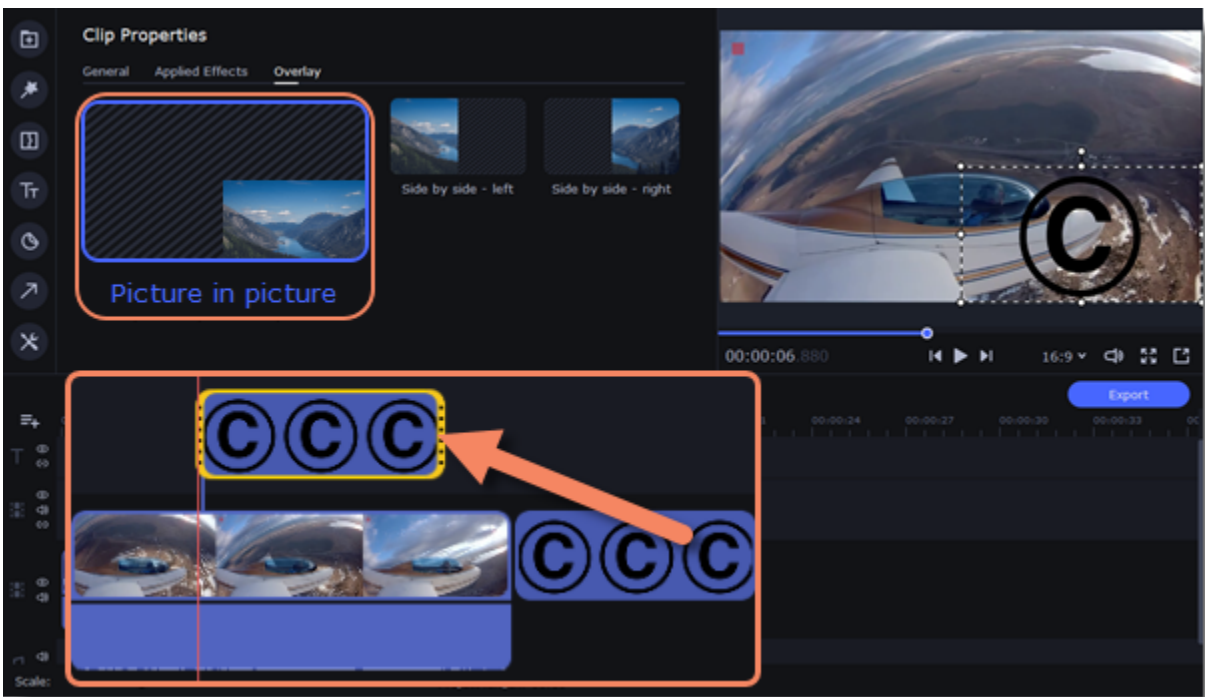 Clip Properties
General Applied Effects Overlay
Side by side - left Side by side - right
Tт
Picture in picture
00:00:06.880 16:9
Export
© © ©
00:00:24 00:00:27 00:00:30 00:00:33
T
© © ©
Scale:
©